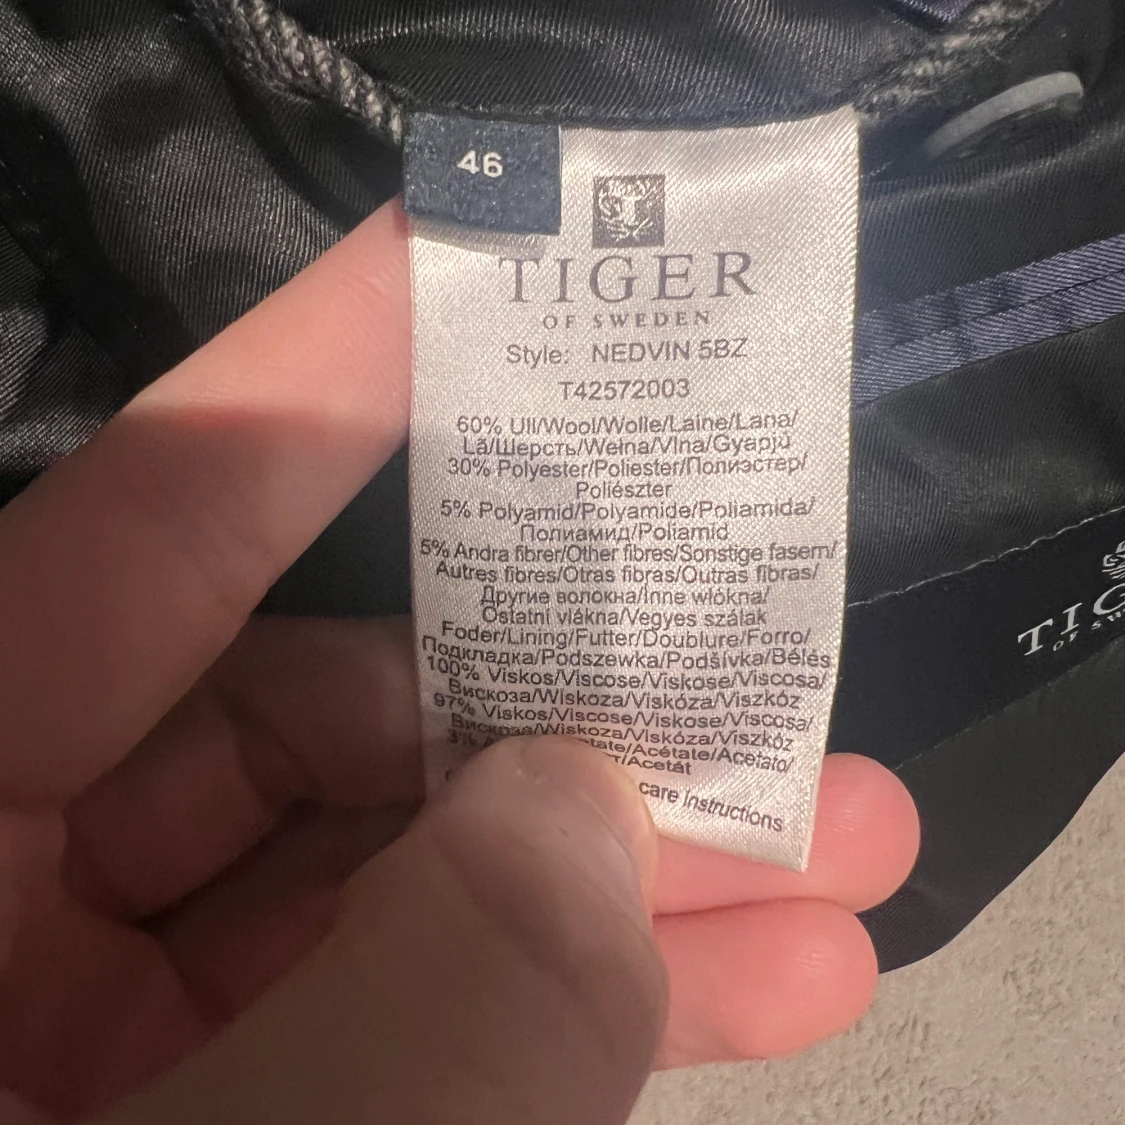 46
TIGER
OF SWEDEN
Style: NEDVIN 5BZ
T42572003
60% Ull/Wool/Wolle/Laine/Lana/
Lã/Шерсть/Wełna/Vlna/Gyapjú
30% Polyester/Poliester/Полиэстер/
Poliészter
5% Polyamid/Polyamide/Poliamida/
Полиамид/Poliamid
5% Andra fibrer/Other fibres/Sonstige fasern/
Autres fibres/Otras fibras/Outras fibras/
Другие волокна/Inne włókna/
Ostatní vlákna/Vegyes szálak
Foder/Lining/Futter/Doublure/Forro/
Подкладка/Podszewka/Podšívka/Bélés
100% Viskos/Viscose/Viskose/Viscosa/
Вискоза/Wiskoza/Viskóza/Viszkóz
97% Viskos/Viscose/Viskose/Viscosa/
Вискоза/Wiskoza/Viskóza/Viszkóz
3% /Acétate/Acetato/
/Acetát
care instructions